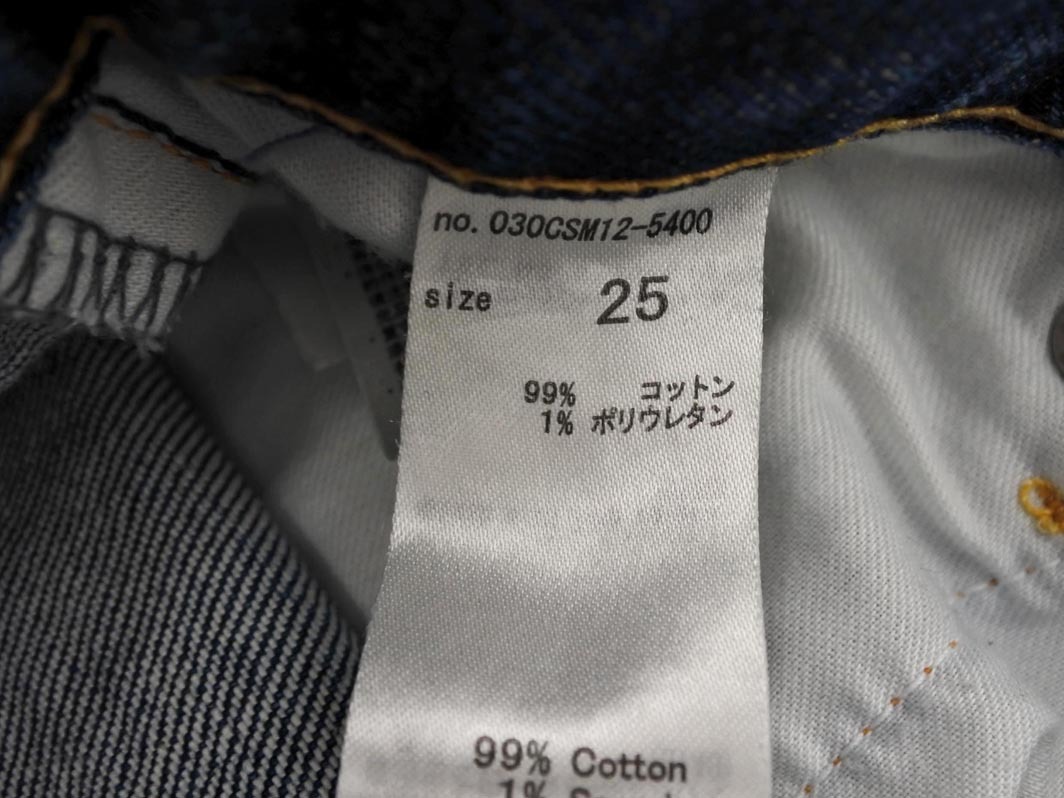 no. 030CSM12-5400
size 25
99% コットン
1% ポリウレタン
99% Cotton
1%